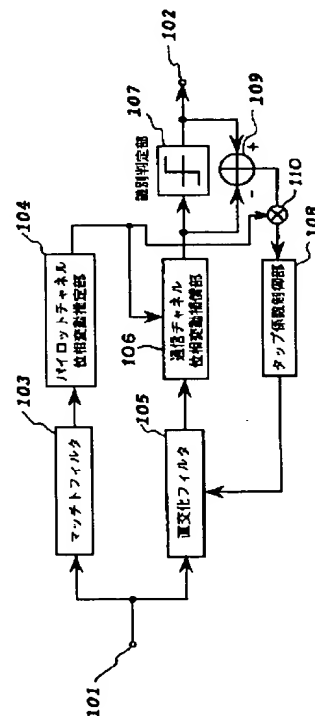 101
103
マッチトフィルタ
104
パイロットチャネル
位相変動推定部
105
直交化フィルタ
106
通信チャネル
位相変動補償部
107
識別判定部
102
109
+
-
110
108
タップ係数制御部